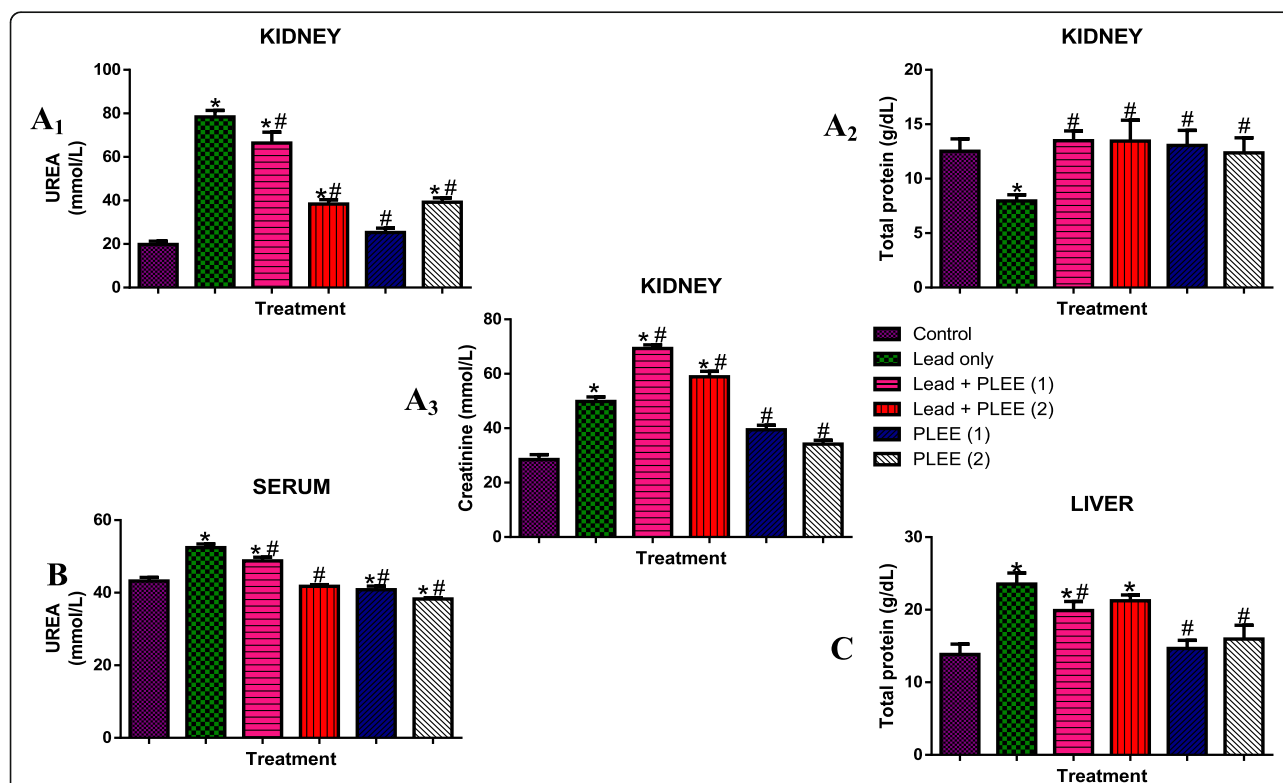 KIDNEY
A1
UREA
(mmol/L)
100
80
60
40
20
0
*
*#
*#
#
*#
Treatment
KIDNEY
A2
Total protein (g/dL)
20
15
10
5
0
*
#
#
#
#
Treatment
KIDNEY
A3
Creatinine (mmol/L)
80
60
40
20
0
*
*#
*#
#
#
Treatment
Control
Lead only
Lead + PLEE (1)
Lead + PLEE (2)
PLEE (1)
PLEE (2)
SERUM
B
UREA
(mmol/L)
60
40
20
0
*
*#
#
*#
*#
Treatment
LIVER
C
Total protein (g/dL)
30
20
10
0
*
*#
*
#
#
Treatment